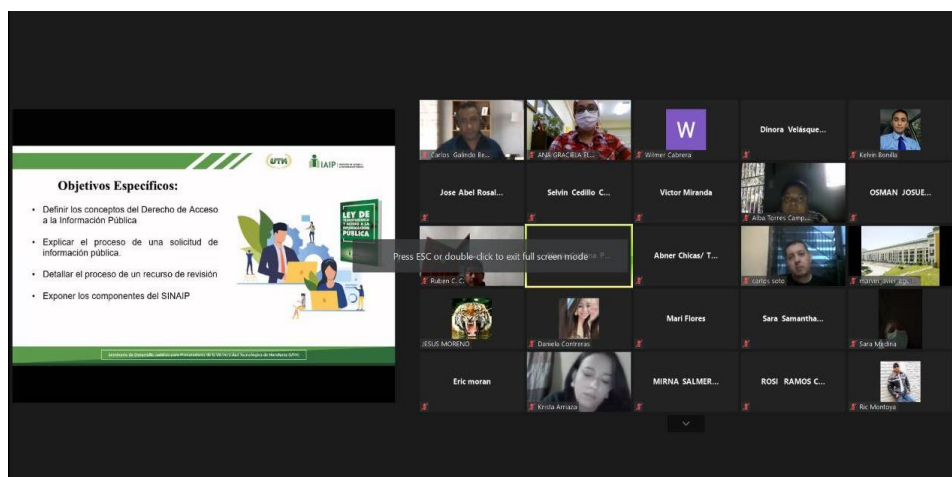 UTH
IAIP
Objetivos Específicos:
• Definir los conceptos del Derecho de Acceso
a la Información Pública
• Explicar el proceso de una solicitud de
información pública.
• Detallar el proceso de un recurso de revisión
• Exponer los componentes del SINAIP
LEY DE
TRANSPARENCIA
Y ACCESO A LA
INFORMACIÓN
PÚBLICA
Press ESC or double-click to exit full screen mode
Carlos Galindo Be...
ANA GRACIELA EL...
W
Wilmer Cabrera
Dinora Velásque...
Kelvin Bonilla
Jose Abel Rosal...
Selvin Cedillo C...
Victor Miranda
Alba Torres Camp...
OSMAN JOSUE...
Ruben C. C.
Abner Chicas/ T...
carlos soto
JESUS MORENO
Daniela Contreras
Mari Flores
Sara Samantha...
Sara Medina
Eric moran
Krista Arriaza
MIRNA SALMER...
ROSI RAMOS C...
Ric Montoya